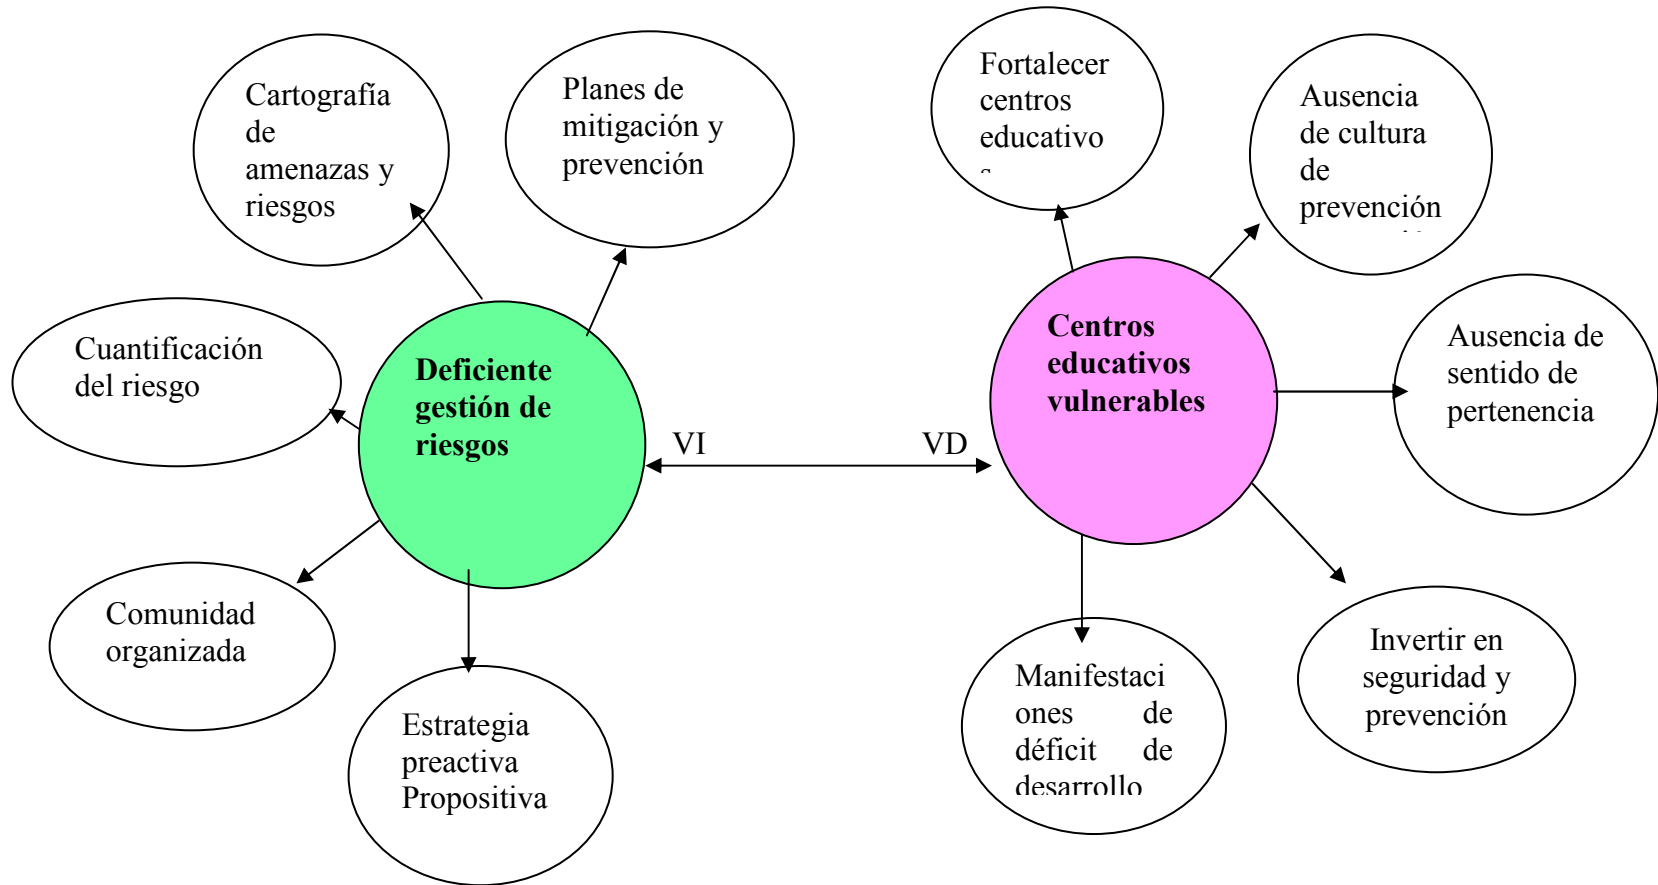 Cartografía
de
amenazas y
riesgos
Planes de
mitigación y
prevención
Cuantificación
del riesgo
Deficiente
gestión de
riesgos
Comunidad
organizada
Estrategia
preactiva
Propositiva
VI
VD
Fortalecer
centros
educativo
s
Ausencia
de cultura
de
prevención
Centros
educativos
vulnerables
Ausencia de
sentido de
pertenencia
Invertir en
seguridad y
prevención
Manifestaci
ones de
déficit de
desarrollo